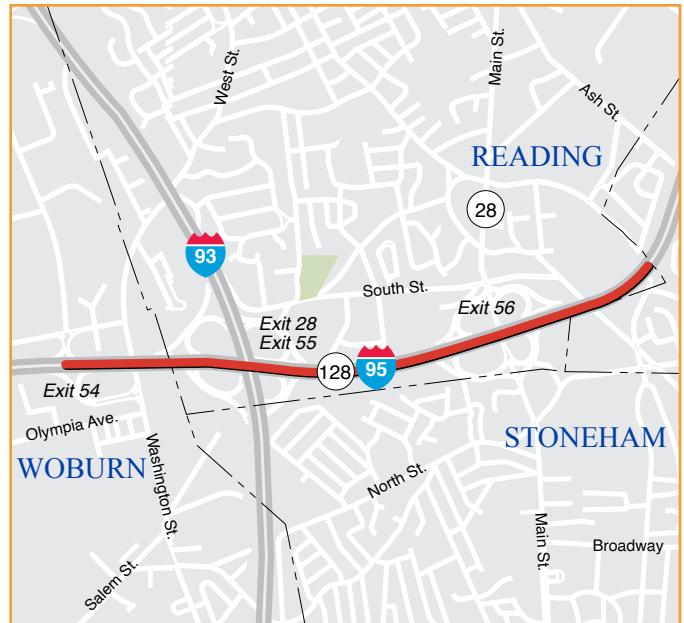 West St.
Main St.
Ash St.
READING
28
93
South St.
Exit 56
Exit 28
Exit 55
128
95
Exit 54
Olympia Ave.
WOBURN
STONEHAM
Washington St.
North St.
Main St.
Broadway
Salem St.